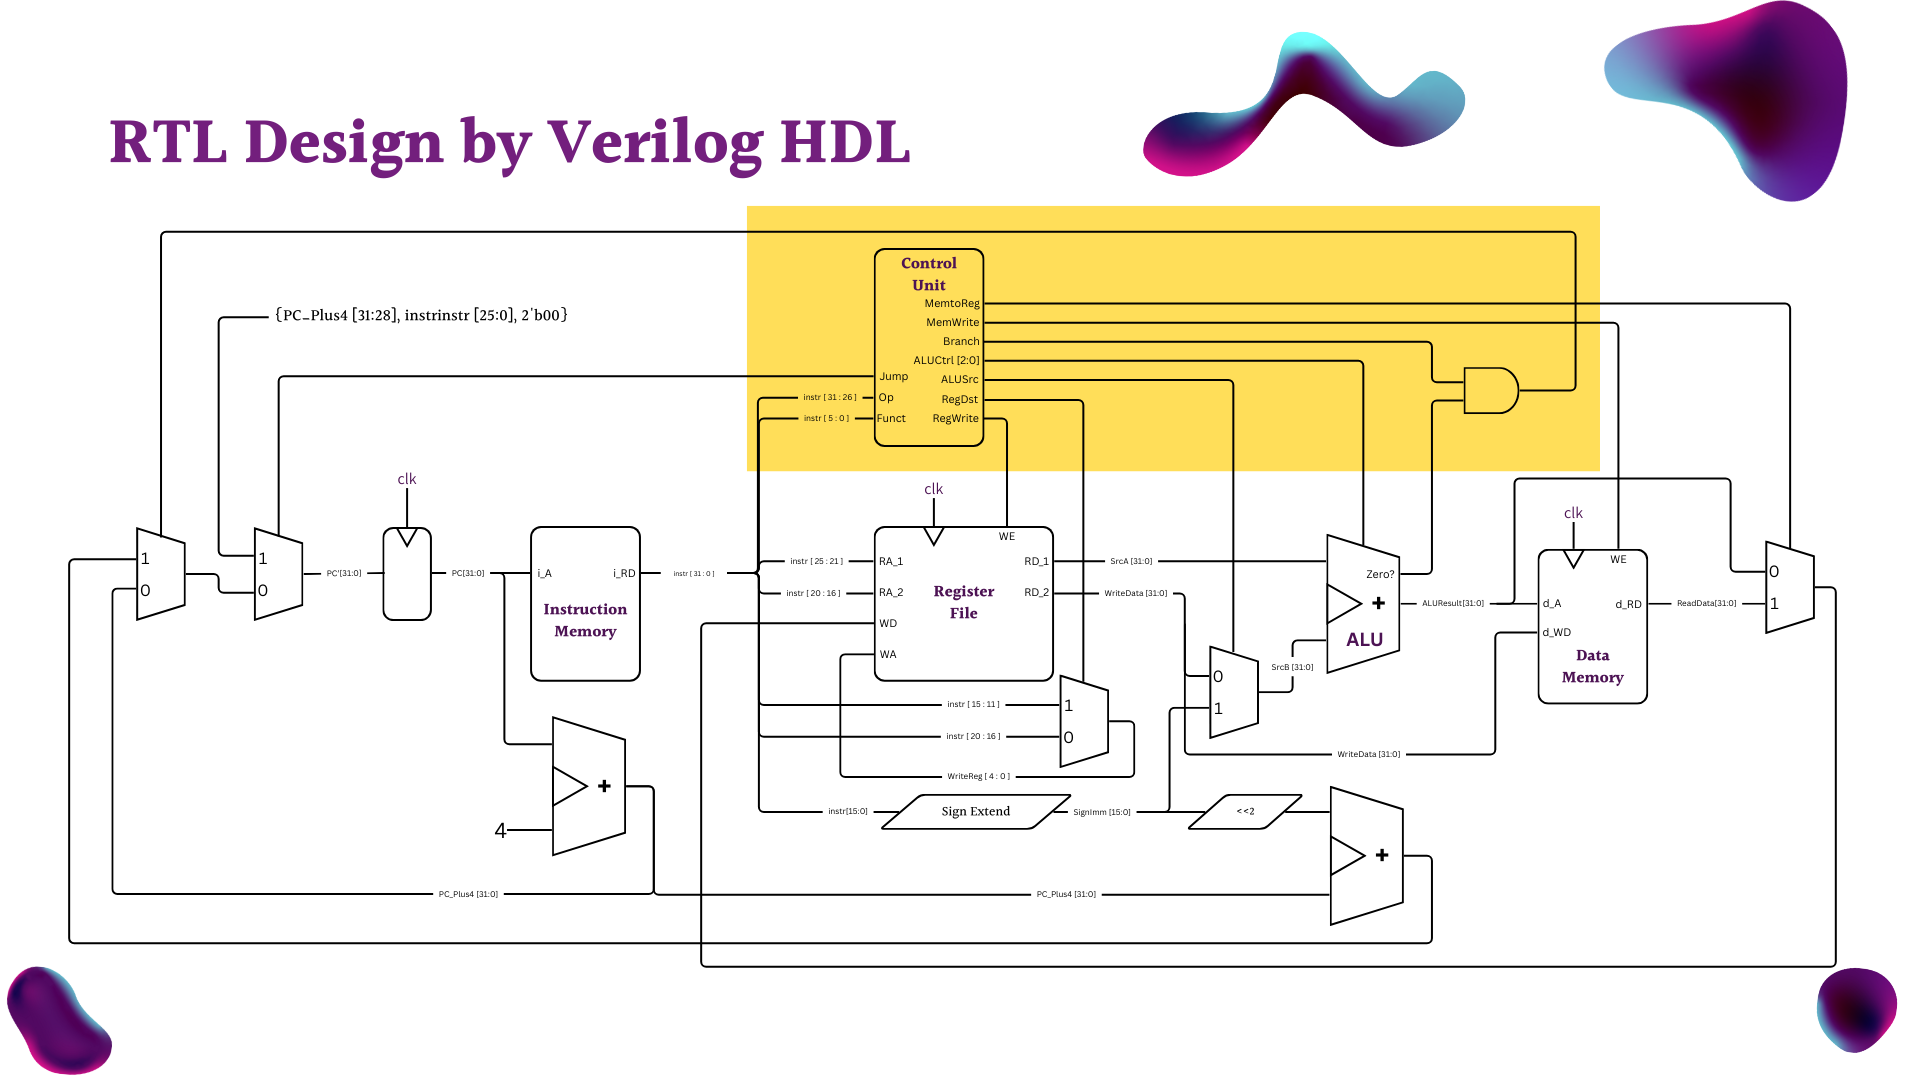 RTL Design by Verilog HDL
Control
Unit
MemtoReg
MemWrite
Branch
ALUCtrl [2:0]
ALUSrc
RegDst
RegWrite
Jump
Op
Funct
instr [ 31 : 26 ]
instr [ 5 : 0 ]
{PC_Plus4 [31:28], instrinstr [25:0], 2'b00}
clk
clk
clk
1
0
1
0
PC'[31:0]
PC[31:0]
i_A
i_RD
Instruction
Memory
instr [ 31 : 0 ]
instr [ 25 : 21 ]
instr [ 20 : 16 ]
WE
RA_1
RA_2
WD
WA
RD_1
RD_2
Register
File
SrcA [31:0]
WriteData [31:0]
Zero?
+
ALU
ALUResult[31:0]
WE
d_A
d_RD
d_WD
Data
Memory
ReadData[31:0]
0
1
0
1
SrcB [31:0]
instr [ 15 : 11 ]
instr [ 20 : 16 ]
1
0
WriteReg [ 4 : 0 ]
WriteData [31:0]
+
4
instr[15:0]
Sign Extend
SignImm [15:0]
<<2
+
PC_Plus4 [31:0]
PC_Plus4 [31:0]